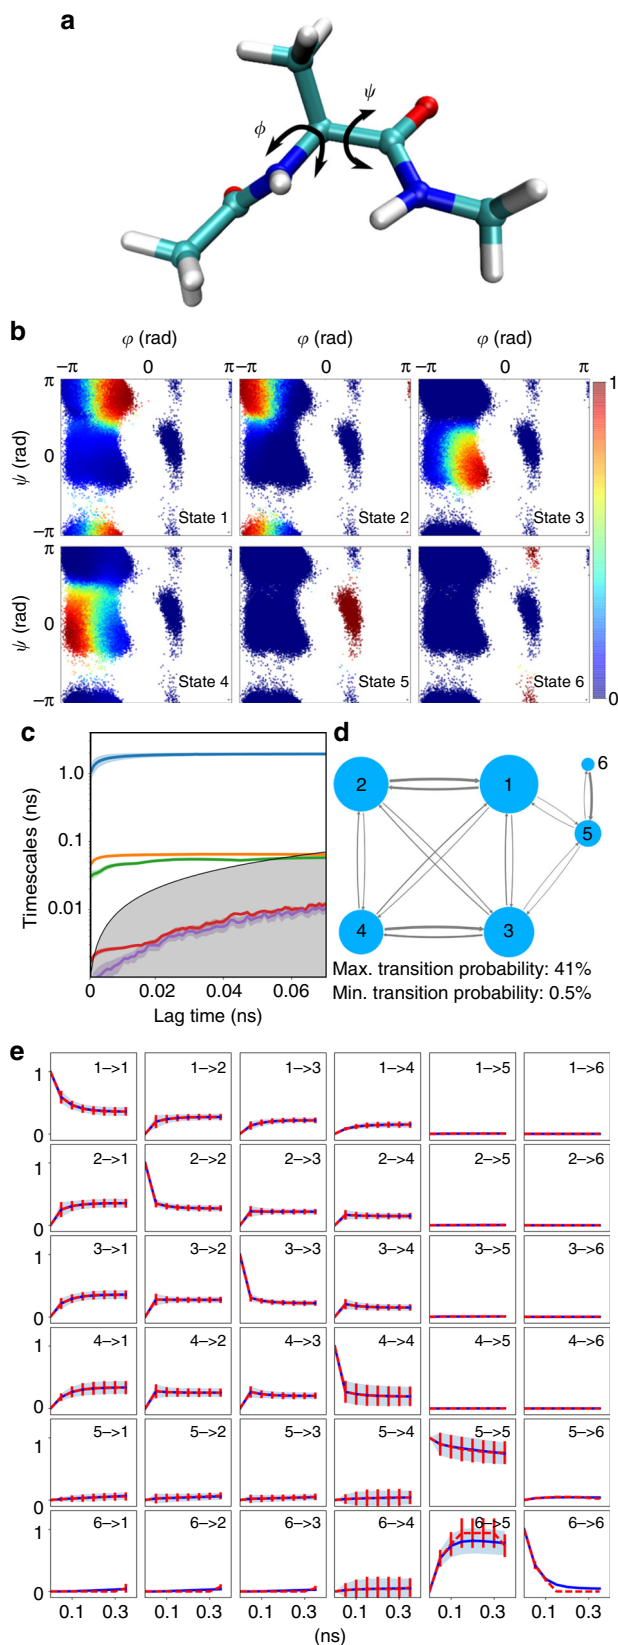 a
ϕ
ψ
b
φ (rad)
φ (rad)
φ (rad)
−π 0 π
−π 0 π
−π 0 π
ψ (rad)
π
0
−π
State 1
State 2
State 3
1
ψ (rad)
π
0
−π
State 4
State 5
State 6
0
c
Timescales (ns)
1.0
0.1
0.01
0 0.02 0.04 0.06
Lag time (ns)
d
2
1
6
5
4
3
Max. transition probability: 41%
Min. transition probability: 0.5%
e
1
0
1–>1
1–>2
1–>3
1–>4
1–>5
1–>6
1
0
2–>1
2–>2
2–>3
2–>4
2–>5
2–>6
1
0
3–>1
3–>2
3–>3
3–>4
3–>5
3–>6
1
0
4–>1
4–>2
4–>3
4–>4
4–>5
4–>6
1
0
5–>1
5–>2
5–>3
5–>4
5–>5
5–>6
1
0
6–>1
6–>2
6–>3
6–>4
6–>5
6–>6
0.1 0.3
0.1 0.3
0.1 0.3
0.1 0.3
0.1 0.3
0.1 0.3
(ns)